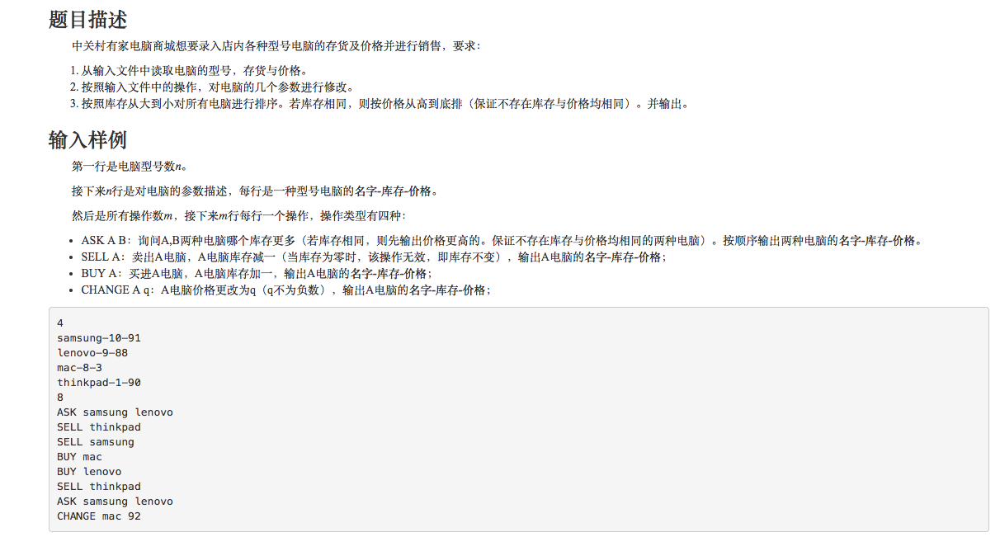 题目描述
中关村有家电脑商城想要录入店内各种型号电脑的存货及价格并进行销售，要求：
1. 从输入文件中读取电脑的型号，存货与价格。
2. 按照输入文件中的操作，对电脑的几个参数进行修改。
3. 按照库存从大到小对所有电脑进行排序。若库存相同，则按价格从高到底排（保证不存在库存与价格均相同）。并输出。
输入样例
第一行是电脑型号数n。
接下来n行是对电脑的参数描述，每行是一种型号电脑的名字-库存-价格。
然后是所有操作数m，接下来m行每行一个操作，操作类型有四种：
• ASK A B：询问A,B两种电脑哪个库存更多（若库存相同，则先输出价格更高的。保证不存在库存与价格均相同的两种电脑）。按顺序输出两种电脑的名字-库存-价格。
• SELL A：卖出A电脑，A电脑库存减一（当库存为零时，该操作无效，即库存不变），输出A电脑的名字-库存-价格；
• BUY A：买进A电脑，A电脑库存加一，输出A电脑的名字-库存-价格；
• CHANGE A q：A电脑价格更改为q（q不为负数），输出A电脑的名字-库存-价格；
4
samsung-10-91
lenovo-9-88
mac-8-3
thinkpad-1-90
8
ASK samsung lenovo
SELL thinkpad
SELL samsung
BUY mac
BUY lenovo
SELL thinkpad
ASK samsung lenovo
CHANGE mac 92